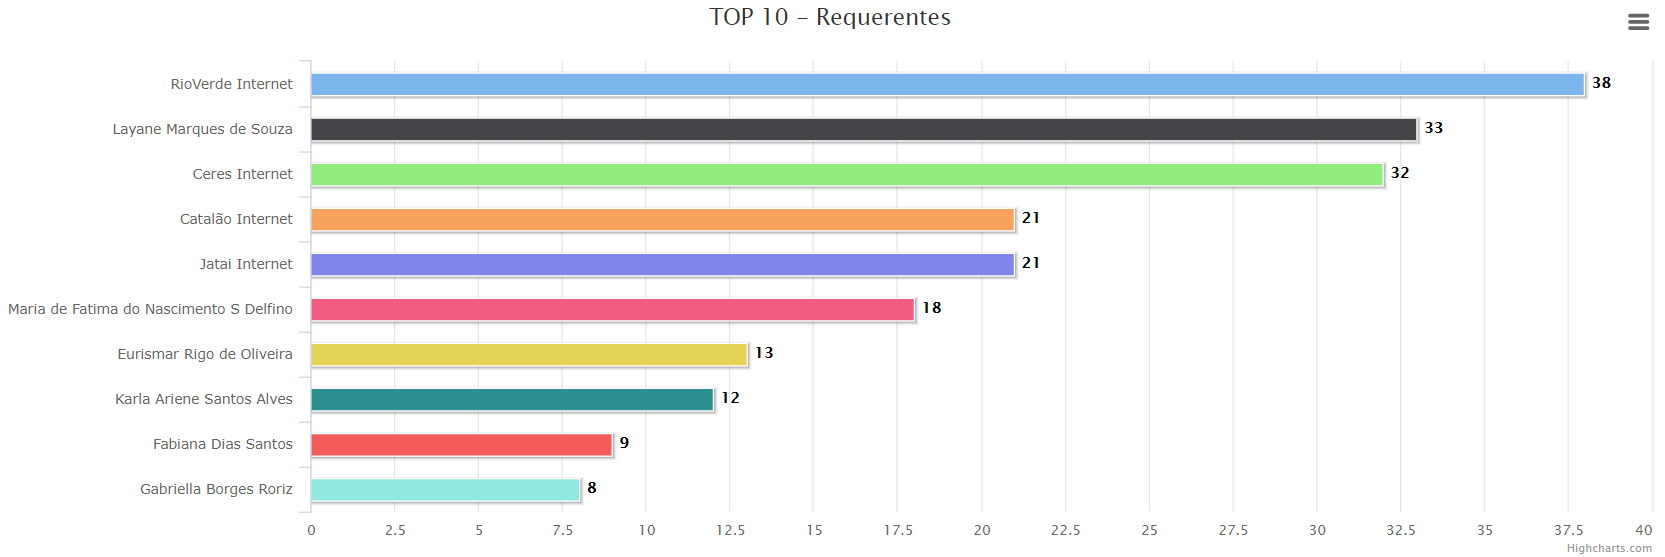 TOP 10 - Requerentes
RioVerde Internet 38
Layane Marques de Souza 33
Ceres Internet 32
Catalão Internet 21
Jatai Internet 21
Maria de Fatima do Nascimento S Delfino 18
Eurismar Rigo de Oliveira 13
Karla Ariene Santos Alves 12
Fabiana Dias Santos 9
Gabriella Borges Roriz 8
0 2.5 5 7.5 10 12.5 15 17.5 20 22.5 25 27.5 30 32.5 35 37.5 40
Highcharts.com